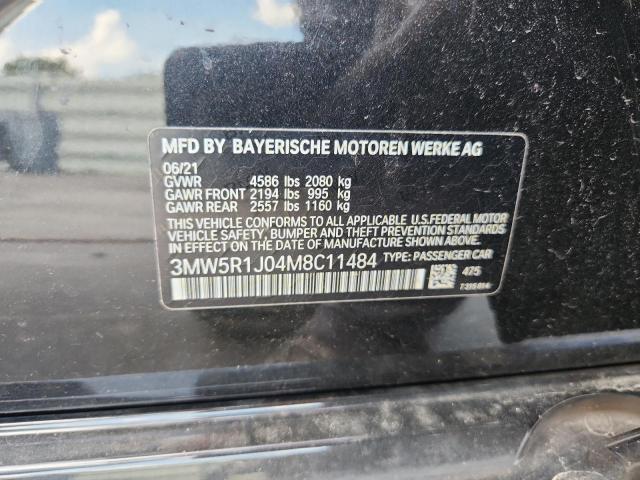 MFD BY BAYERISCHE MOTOREN WERKE AG
06/21
GVWR 4586 lbs 2080 kg
GAWR FRONT 2194 lbs 995 kg
GAWR REAR 2557 lbs 1160 kg
THIS VEHICLE CONFORMS TO ALL APPLICABLE U.S. FEDERAL MOTOR
VEHICLE SAFETY, BUMPER, AND THEFT PREVENTION STANDARDS
IN EFFECT ON THE DATE OF MANUFACTURE SHOWN ABOVE.
3MW5R1J04M8C11484 TYPE: PASSENGER CAR
475